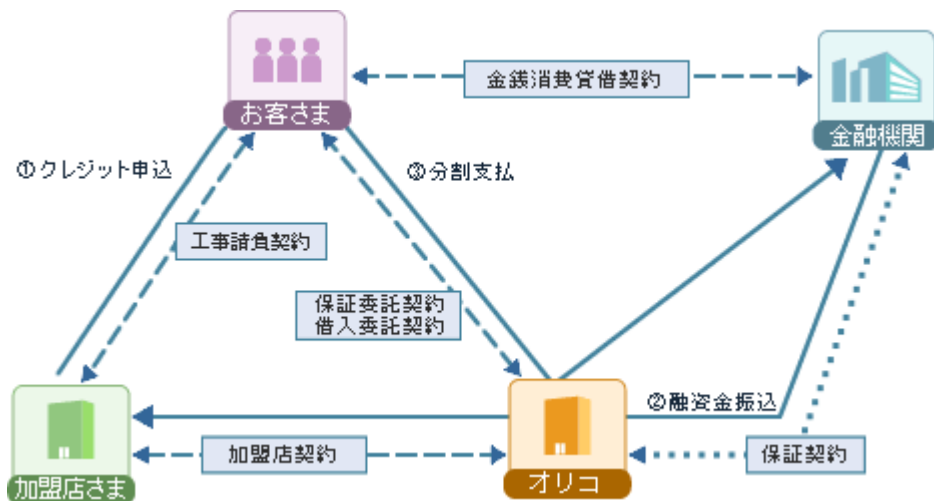 金銭消費貸借契約
お客さま
金融機関
①クレジット申込
③分割支払
工事請負契約
保証委託契約
借入委託契約
②融資金振込
加盟店契約
保証契約
加盟店さま
オリコ